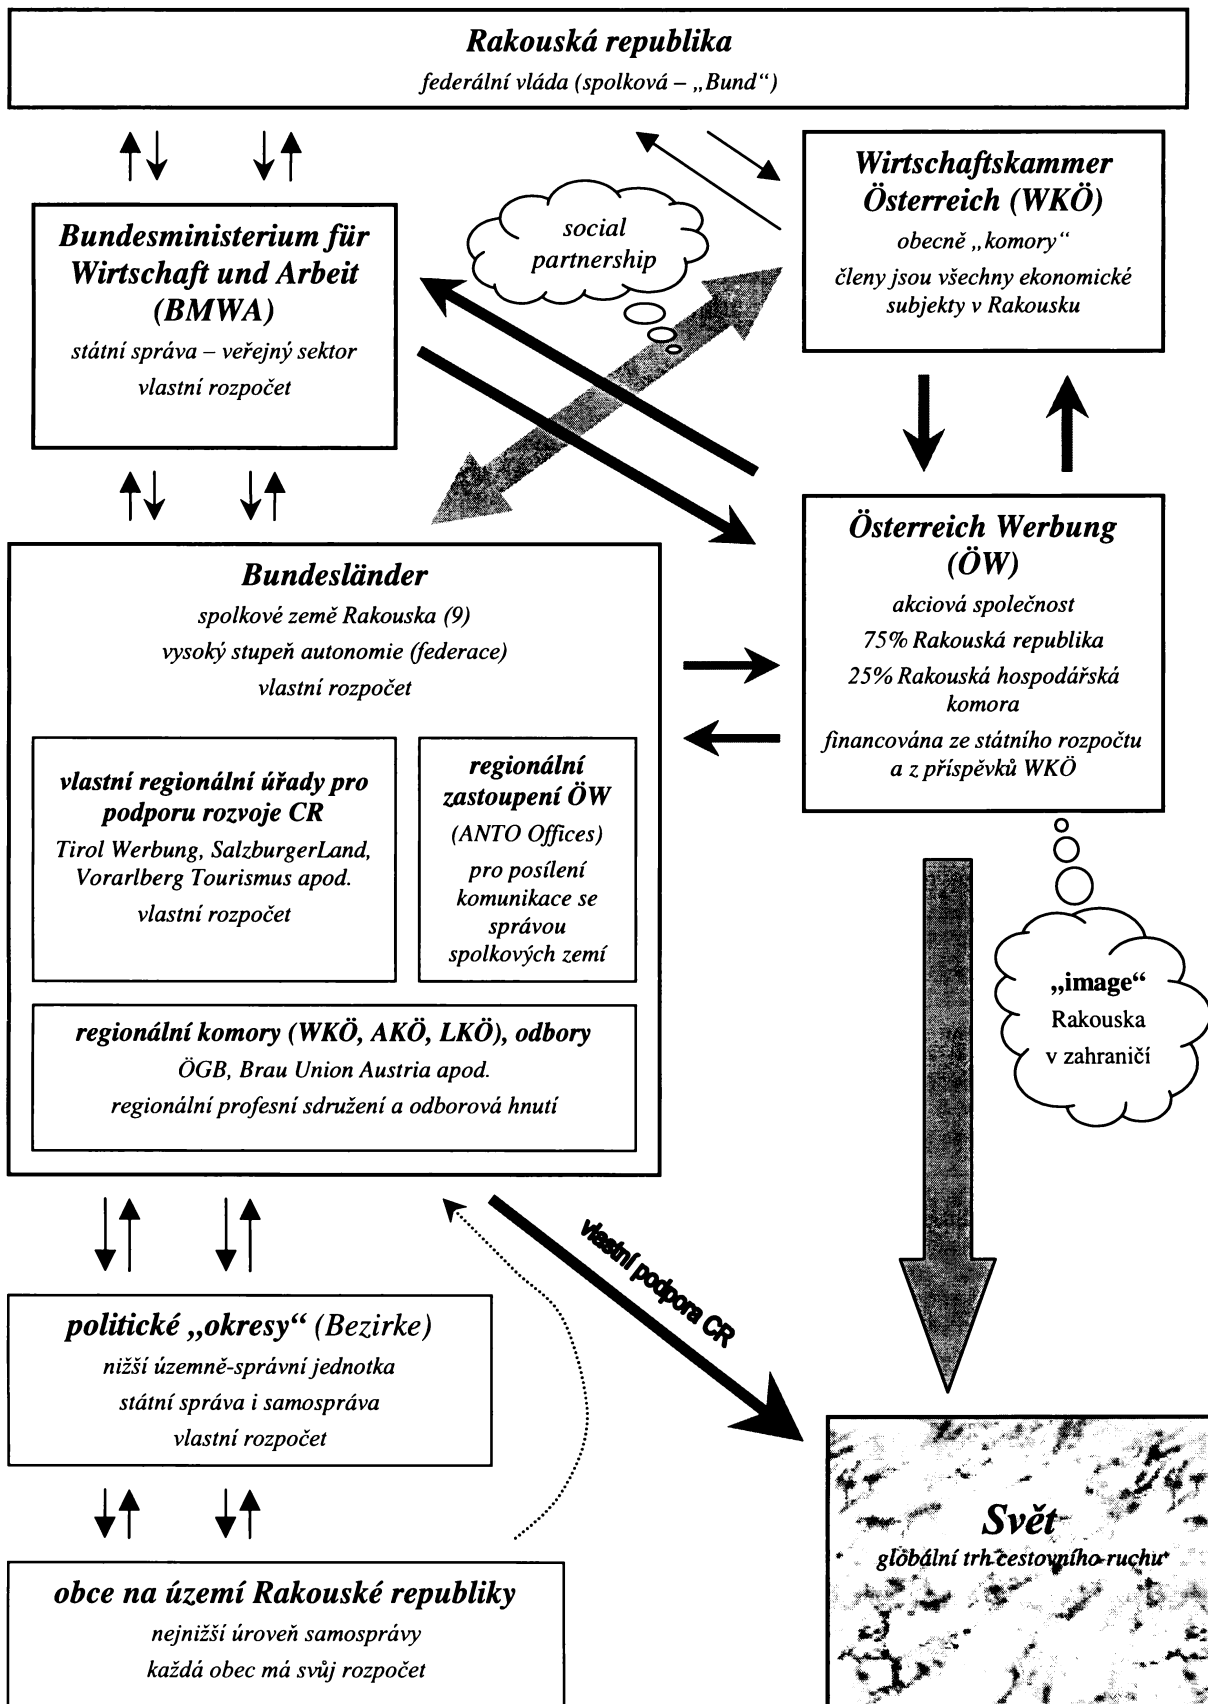 Rakouská republika
federální vláda (spolková – „Bund“)
Wirtschaftskammer
Österreich (WKÖ)
obecně „komory“
členy jsou všechny ekonomické
subjekty v Rakousku
social
partnership
Bundesministerium für
Wirtschaft und Arbeit
(BMWA)
státní správa – veřejný sektor
vlastní rozpočet
Österreich Werbung
(ÖW)
akciová společnost
75% Rakouská republika
25% Rakouská hospodářská
komora
financována ze státního rozpočtu
a z příspěvků WKÖ
Bundesländer
spolkové země Rakouska (9)
vysoký stupeň autonomie (federace)
vlastní rozpočet
vlastní regionální úřady pro
podporu rozvoje CR
Tirol Werbung, SalzburgerLand,
Vorarlberg Tourismus apod.
vlastní rozpočet
regionální
zastoupení ÖW
(ANTO Offices)
pro posílení
komunikace se
správou
spolkových zemí
regionální komory (WKÖ, AKÖ, LKÖ), odbory
ÖGB, Brau Union Austria apod.
regionální profesní sdružení a odborová hnutí
„image“
Rakouska
v zahraničí
vlastní podpora CR
politické „okresy“ (Bezirke)
nižší územně-správní jednotka
státní správa i samospráva
vlastní rozpočet
Svět
globální trh cestovního ruchu
obce na území Rakouské republiky
nejnižší úroveň samosprávy
každá obec má svůj rozpočet